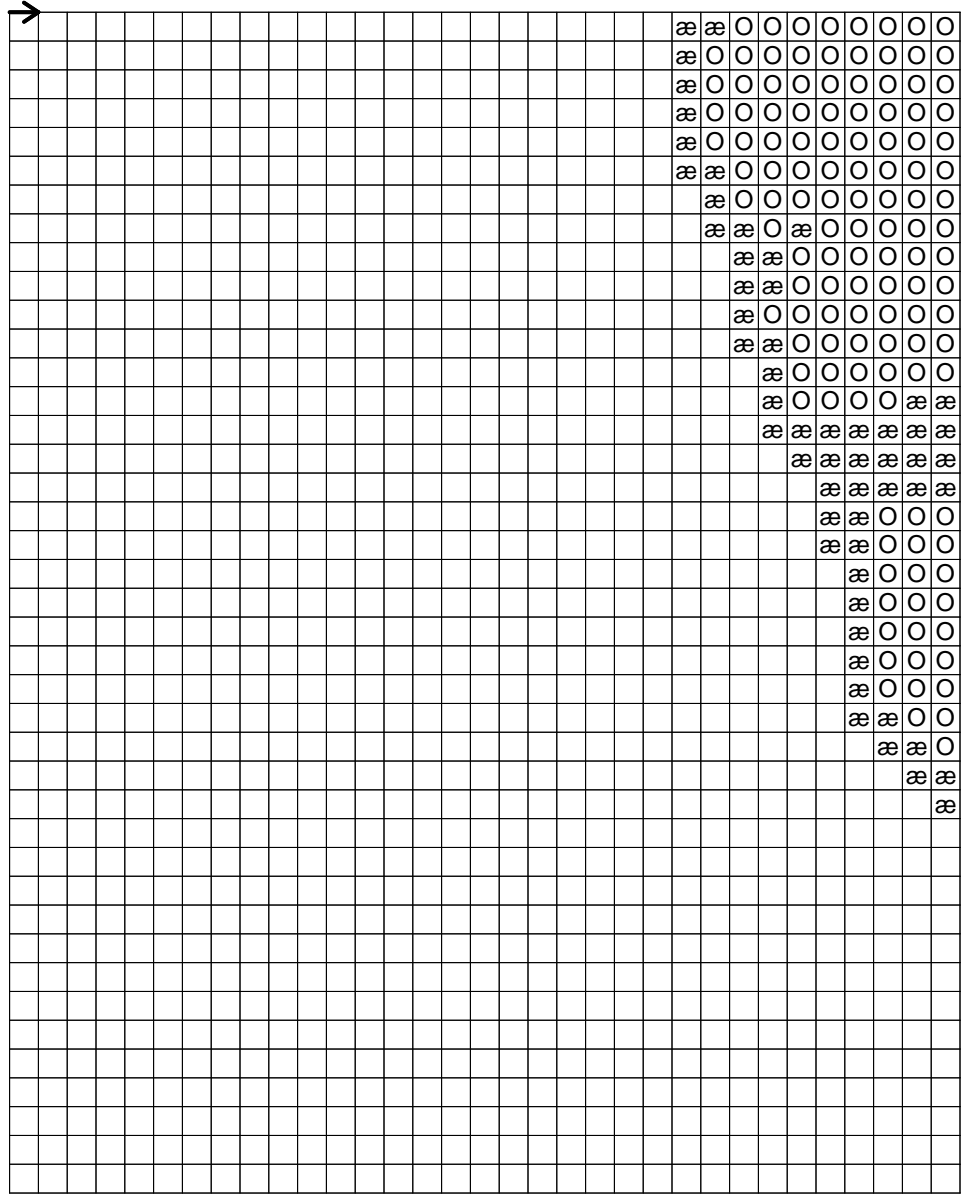 æ æ O O O O O O O O
æ O O O O O O O O O
æ O O O O O O O O O
æ O O O O O O O O O
æ O O O O O O O O O
æ æ O O O O O O O O
æ O O O O O O O O
æ æ O æ O O O O O
æ æ O O O O O O
æ æ O O O O O O
æ O O O O O O O
æ æ O O O O O O
æ O O O O O O
æ O O O O æ æ
æ æ æ æ æ æ æ
æ æ æ æ æ æ
æ æ æ æ æ
æ æ O O O
æ æ O O O
æ O O O
æ O O O
æ O O O
æ O O O
æ O O O
æ æ O O
æ æ O
æ æ
æ